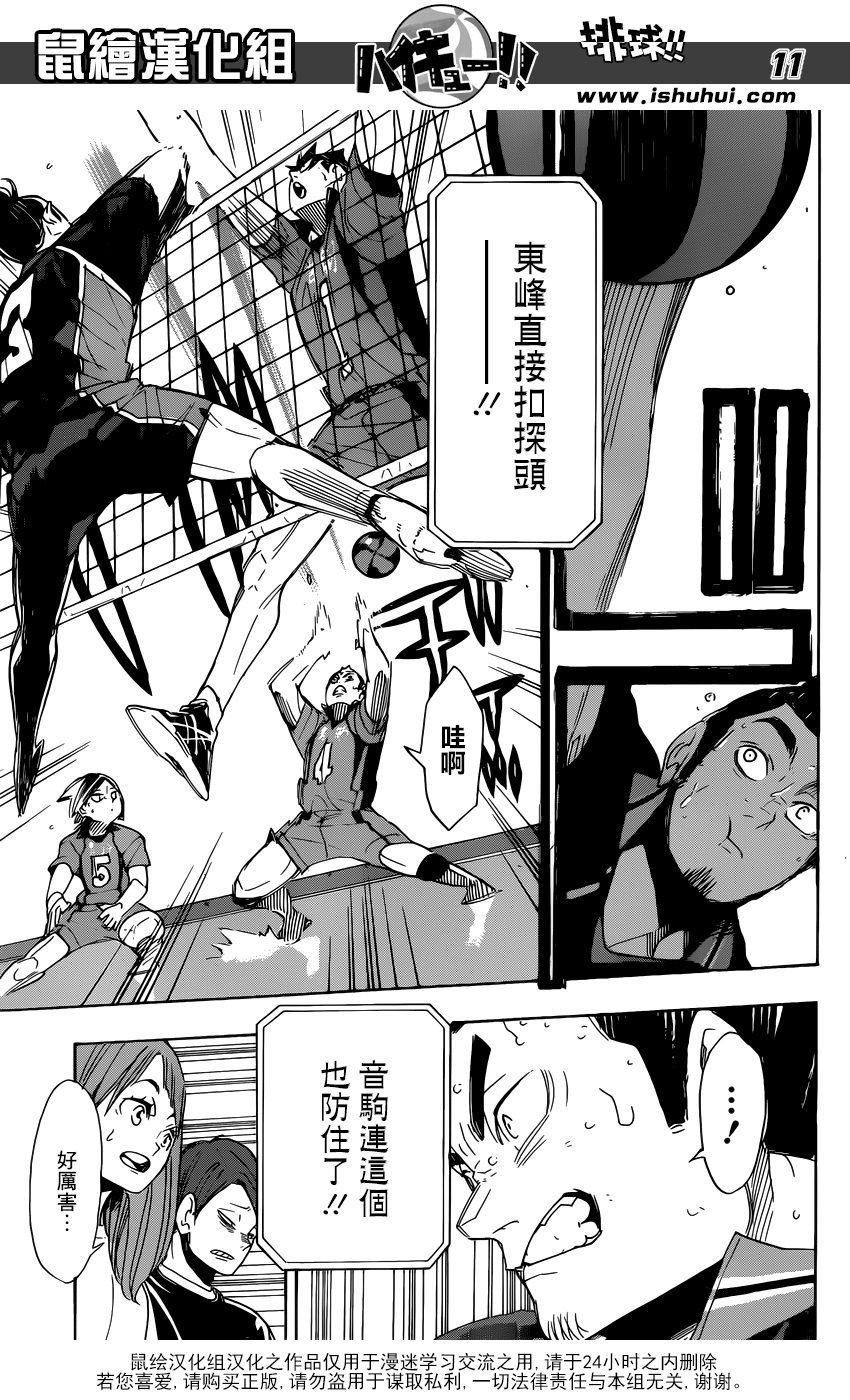 鼠繪漢化組
ハイキュー!!
排球!!
11
www.ishuhui.com
東峰直接扣探頭
——!!
哇啊
1
4
5
…!
音駒連這個
也防住了!!
好厲害…
鼠绘汉化组汉化之作品仅用于漫迷学习交流之用, 请于24小时之内删除
若您喜爱, 请购买正版, 请勿盗用于谋取私利, 一切法律责任与本组无关, 谢谢。